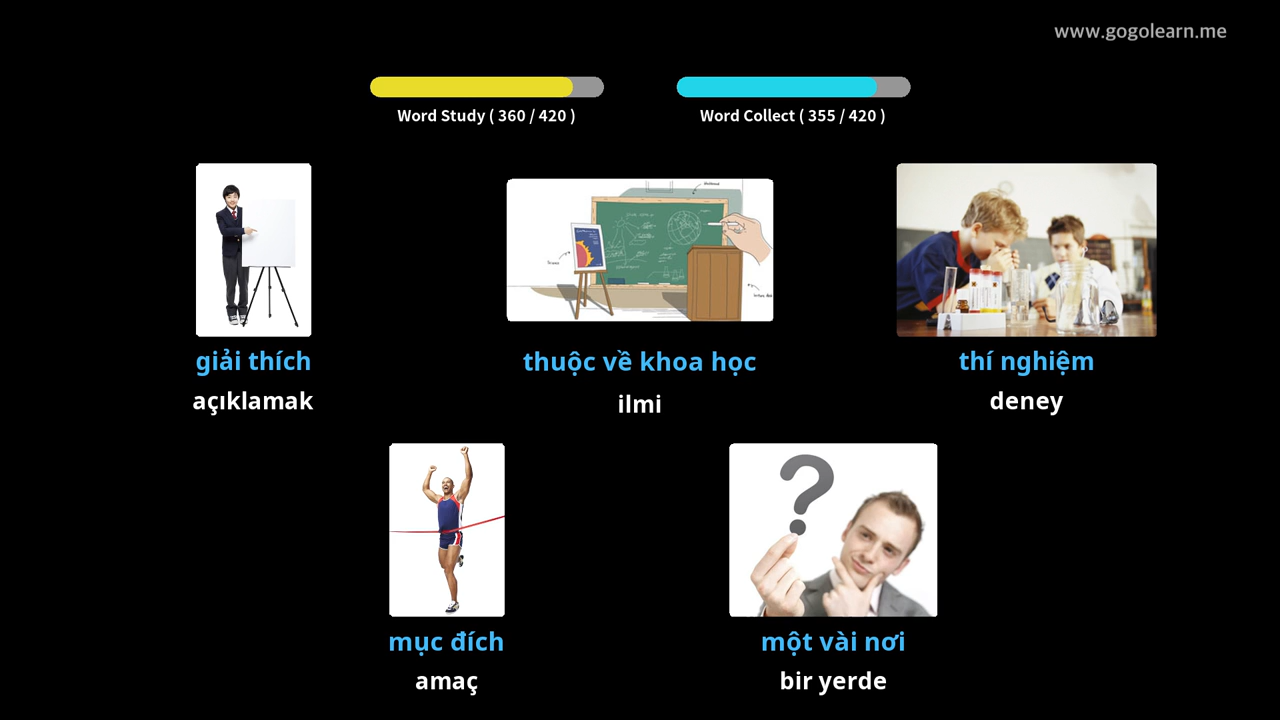 www.gogolearn.me
Word Study ( 360 / 420 )
Word Collect ( 355 / 420 )
giải thích
açıklamak
thuộc về khoa học
ilmi
thí nghiệm
deney
mục đích
amaç
một vài nơi
bir yerde